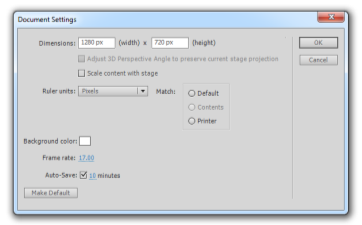 Document Settings
Dimensions: 1280 px (width) x 720 px (height)
OK
Adjust 3D Perspective Angle to preserve current stage projection
Cancel
Scale content with stage
Ruler units: Pixels Match: Default
Contents
Printer
Background color:
Frame rate: 17.00
Auto-Save: 10 minutes
Make Default